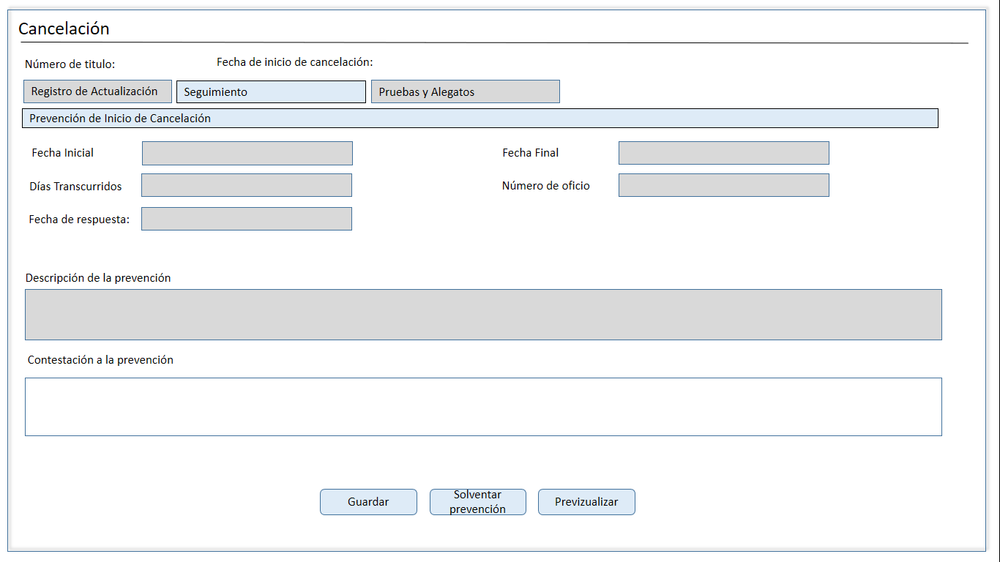 Cancelación
Número de titulo:
Fecha de inicio de cancelación:
Registro de Actualización
Seguimiento
Pruebas y Alegatos
Prevención de Inicio de Cancelación
Fecha Inicial
Fecha Final
Días Transcurridos
Número de oficio
Fecha de respuesta:
Descripción de la prevención
Contestación a la prevención
Guardar
Solventar
prevención
Previzualizar